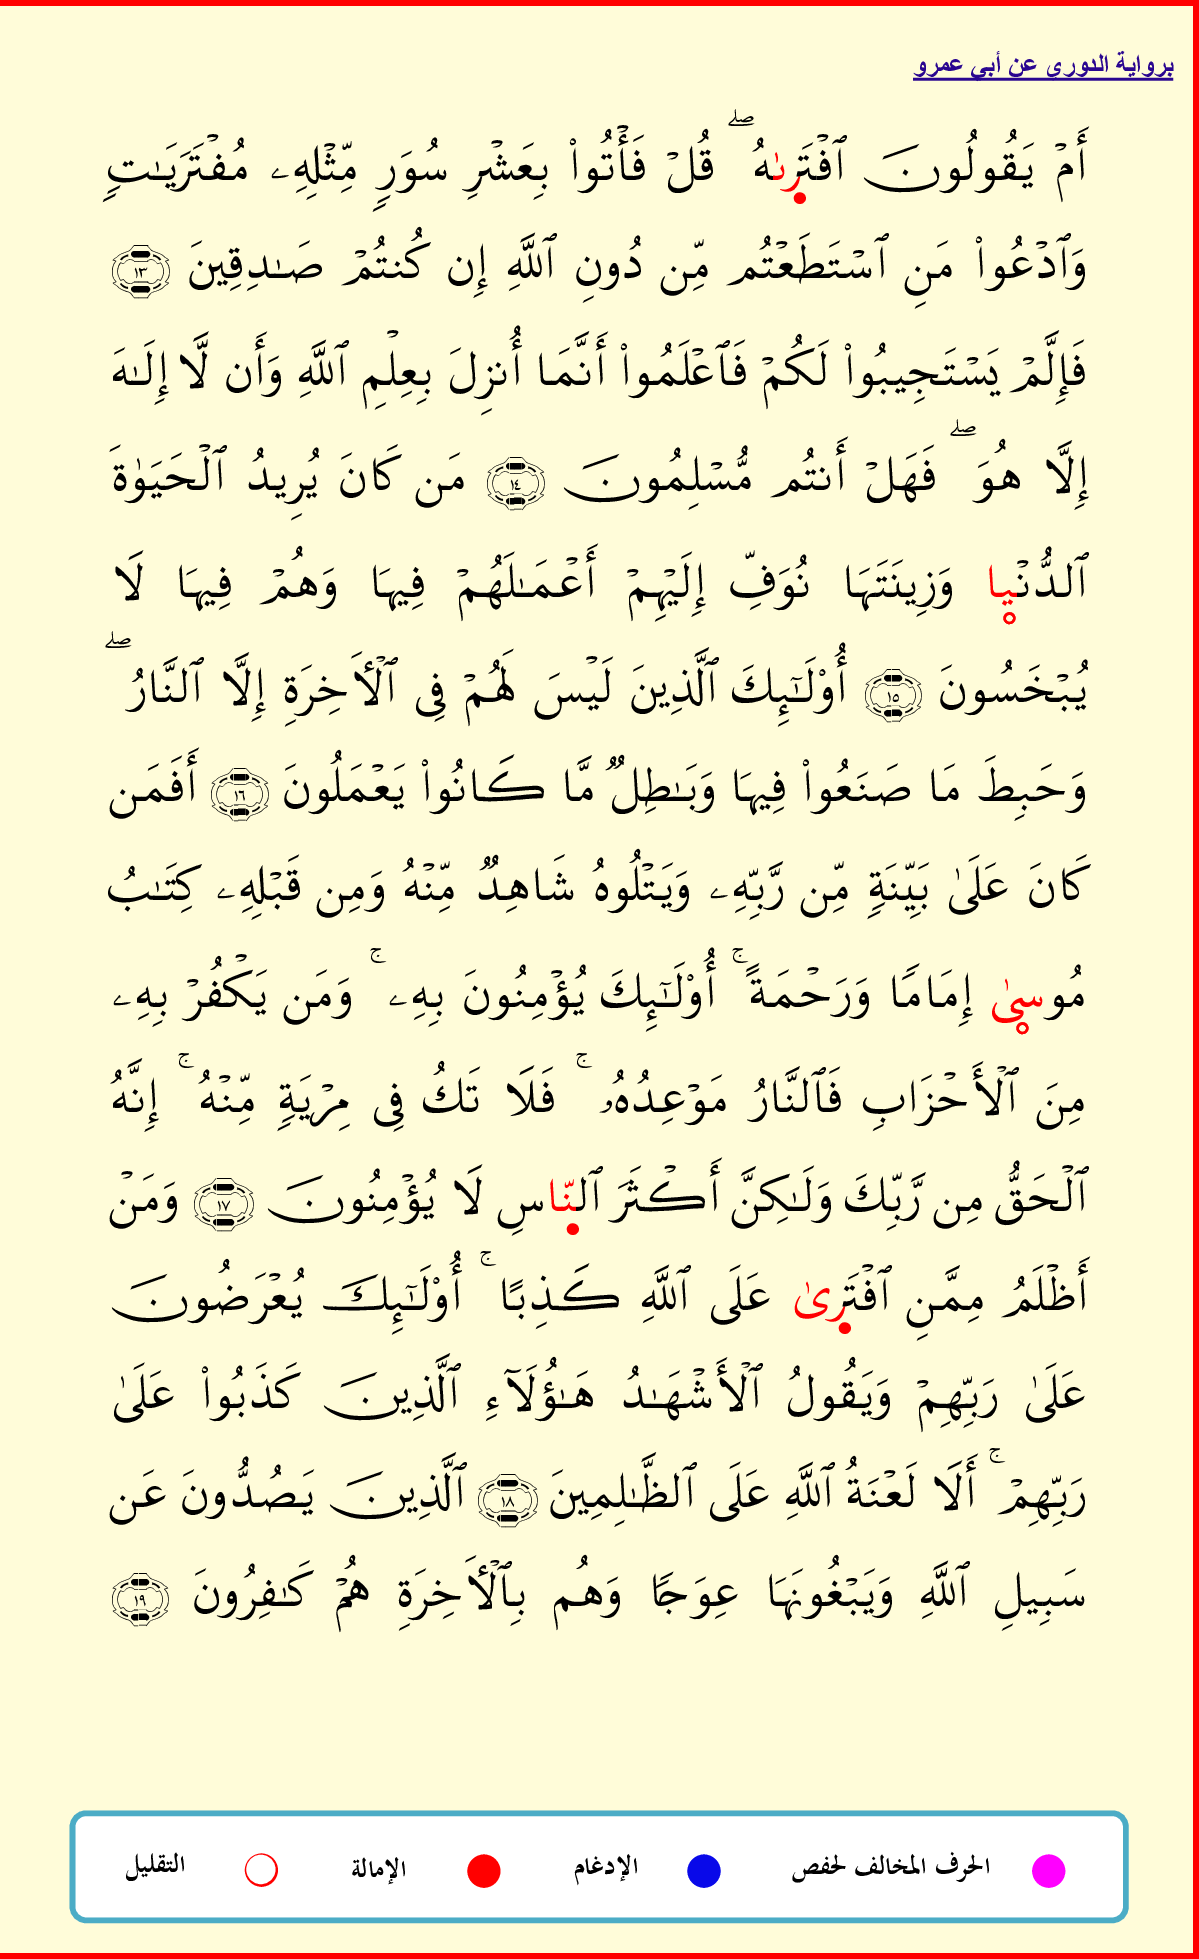 برواية الدوري عن أبي عمرو
أَمۡ يَقُولُونَ ٱفۡتَرِىٰهُۖ قُلۡ فَأۡتُواْ بِعَشۡرِ سُوَرٍ مِّثۡلِهِۦ مُفۡتَرَيَٰتٍ
وَٱدۡعُواْ مَنِ ٱسۡتَطَعۡتُم مِّن دُونِ ٱللَّهِ إِن كُنتُمۡ صَٰدِقِينَ ١٣
فَإِلَّمۡ يَسۡتَجِيبُواْ لَكُمۡ فَٱعۡلَمُواْ أَنَّمَا أُنزِلَ بِعِلۡمِ ٱللَّهِ وَأَن لَّا إِلَٰهَ
إِلَّا هُوَۖ فَهَلۡ أَنتُم مُّسۡلِمُونَ ١٤ مَن كَانَ يُرِيدُ ٱلۡحَيَوٰةَ
ٱلدُّنۡيِا وَزِينَتَهَا نُوَفِّ إِلَيۡهِمۡ أَعۡمَٰلَهُمۡ فِيهَا وَهُمۡ فِيهَا لَا
يُبۡخَسُونَ ١٥ أُوْلَٰٓئِكَ ٱلَّذِينَ لَيۡسَ لَهُمۡ فِي ٱلۡأَخِرَةِ إِلَّا ٱلنَّارُۖ
وَحَبِطَ مَا صَنَعُواْ فِيهَا وَبَٰطِلٌ مَّا كَانُواْ يَعۡمَلُونَ ١٦ أَفَمَن
كَانَ عَلَىٰ بَيِّنَةٍ مِّن رَّبِّهِۦ وَيَتۡلُوهُ شَاهِدٌ مِّنۡهُ وَمِن قَبۡلِهِۦ كِتَٰبُ
مُوسِىٰ إِمَامًا وَرَحۡمَةًۚ أُوْلَٰٓئِكَ يُؤۡمِنُونَ بِهِۦۚ وَمَن يَكۡفُرۡ بِهِۦ
مِنَ ٱلۡأَحۡزَابِ فَٱلنَّارُ مَوۡعِدُهُۥۚ فَلَا تَكُ فِي مِرۡيَةٍ مِّنۡهُۚ إِنَّهُ
ٱلۡحَقُّ مِن رَّبِّكَ وَلَٰكِنَّ أَكۡثَرَ ٱلنِّاسِ لَا يُؤۡمِنُونَ ١٧ وَمَنۡ
أَظۡلَمُ مِمَّنِ ٱفۡتَرِىٰ عَلَى ٱللَّهِ كَذِبًاۚ أُوْلَٰٓئِكَ يُعۡرَضُونَ
عَلَىٰ رَبِّهِمۡ وَيَقُولُ ٱلۡأَشۡهَٰدُ هَٰؤُلَآءِ ٱلَّذِينَ كَذَبُواْ عَلَىٰ
رَبِّهِمۡۚ أَلَا لَعۡنَةُ ٱللَّهِ عَلَى ٱلظَّٰلِمِينَ ١٨ ٱلَّذِينَ يَصُدُّونَ عَن
سَبِيلِ ٱللَّهِ وَيَبۡغُونَهَا عِوَجًا وَهُم بِٱلۡأَخِرَةِ هُمۡ كَٰفِرُونَ ١٩
الحرف المخالف لحفص الإدغام الإمالة التقليل